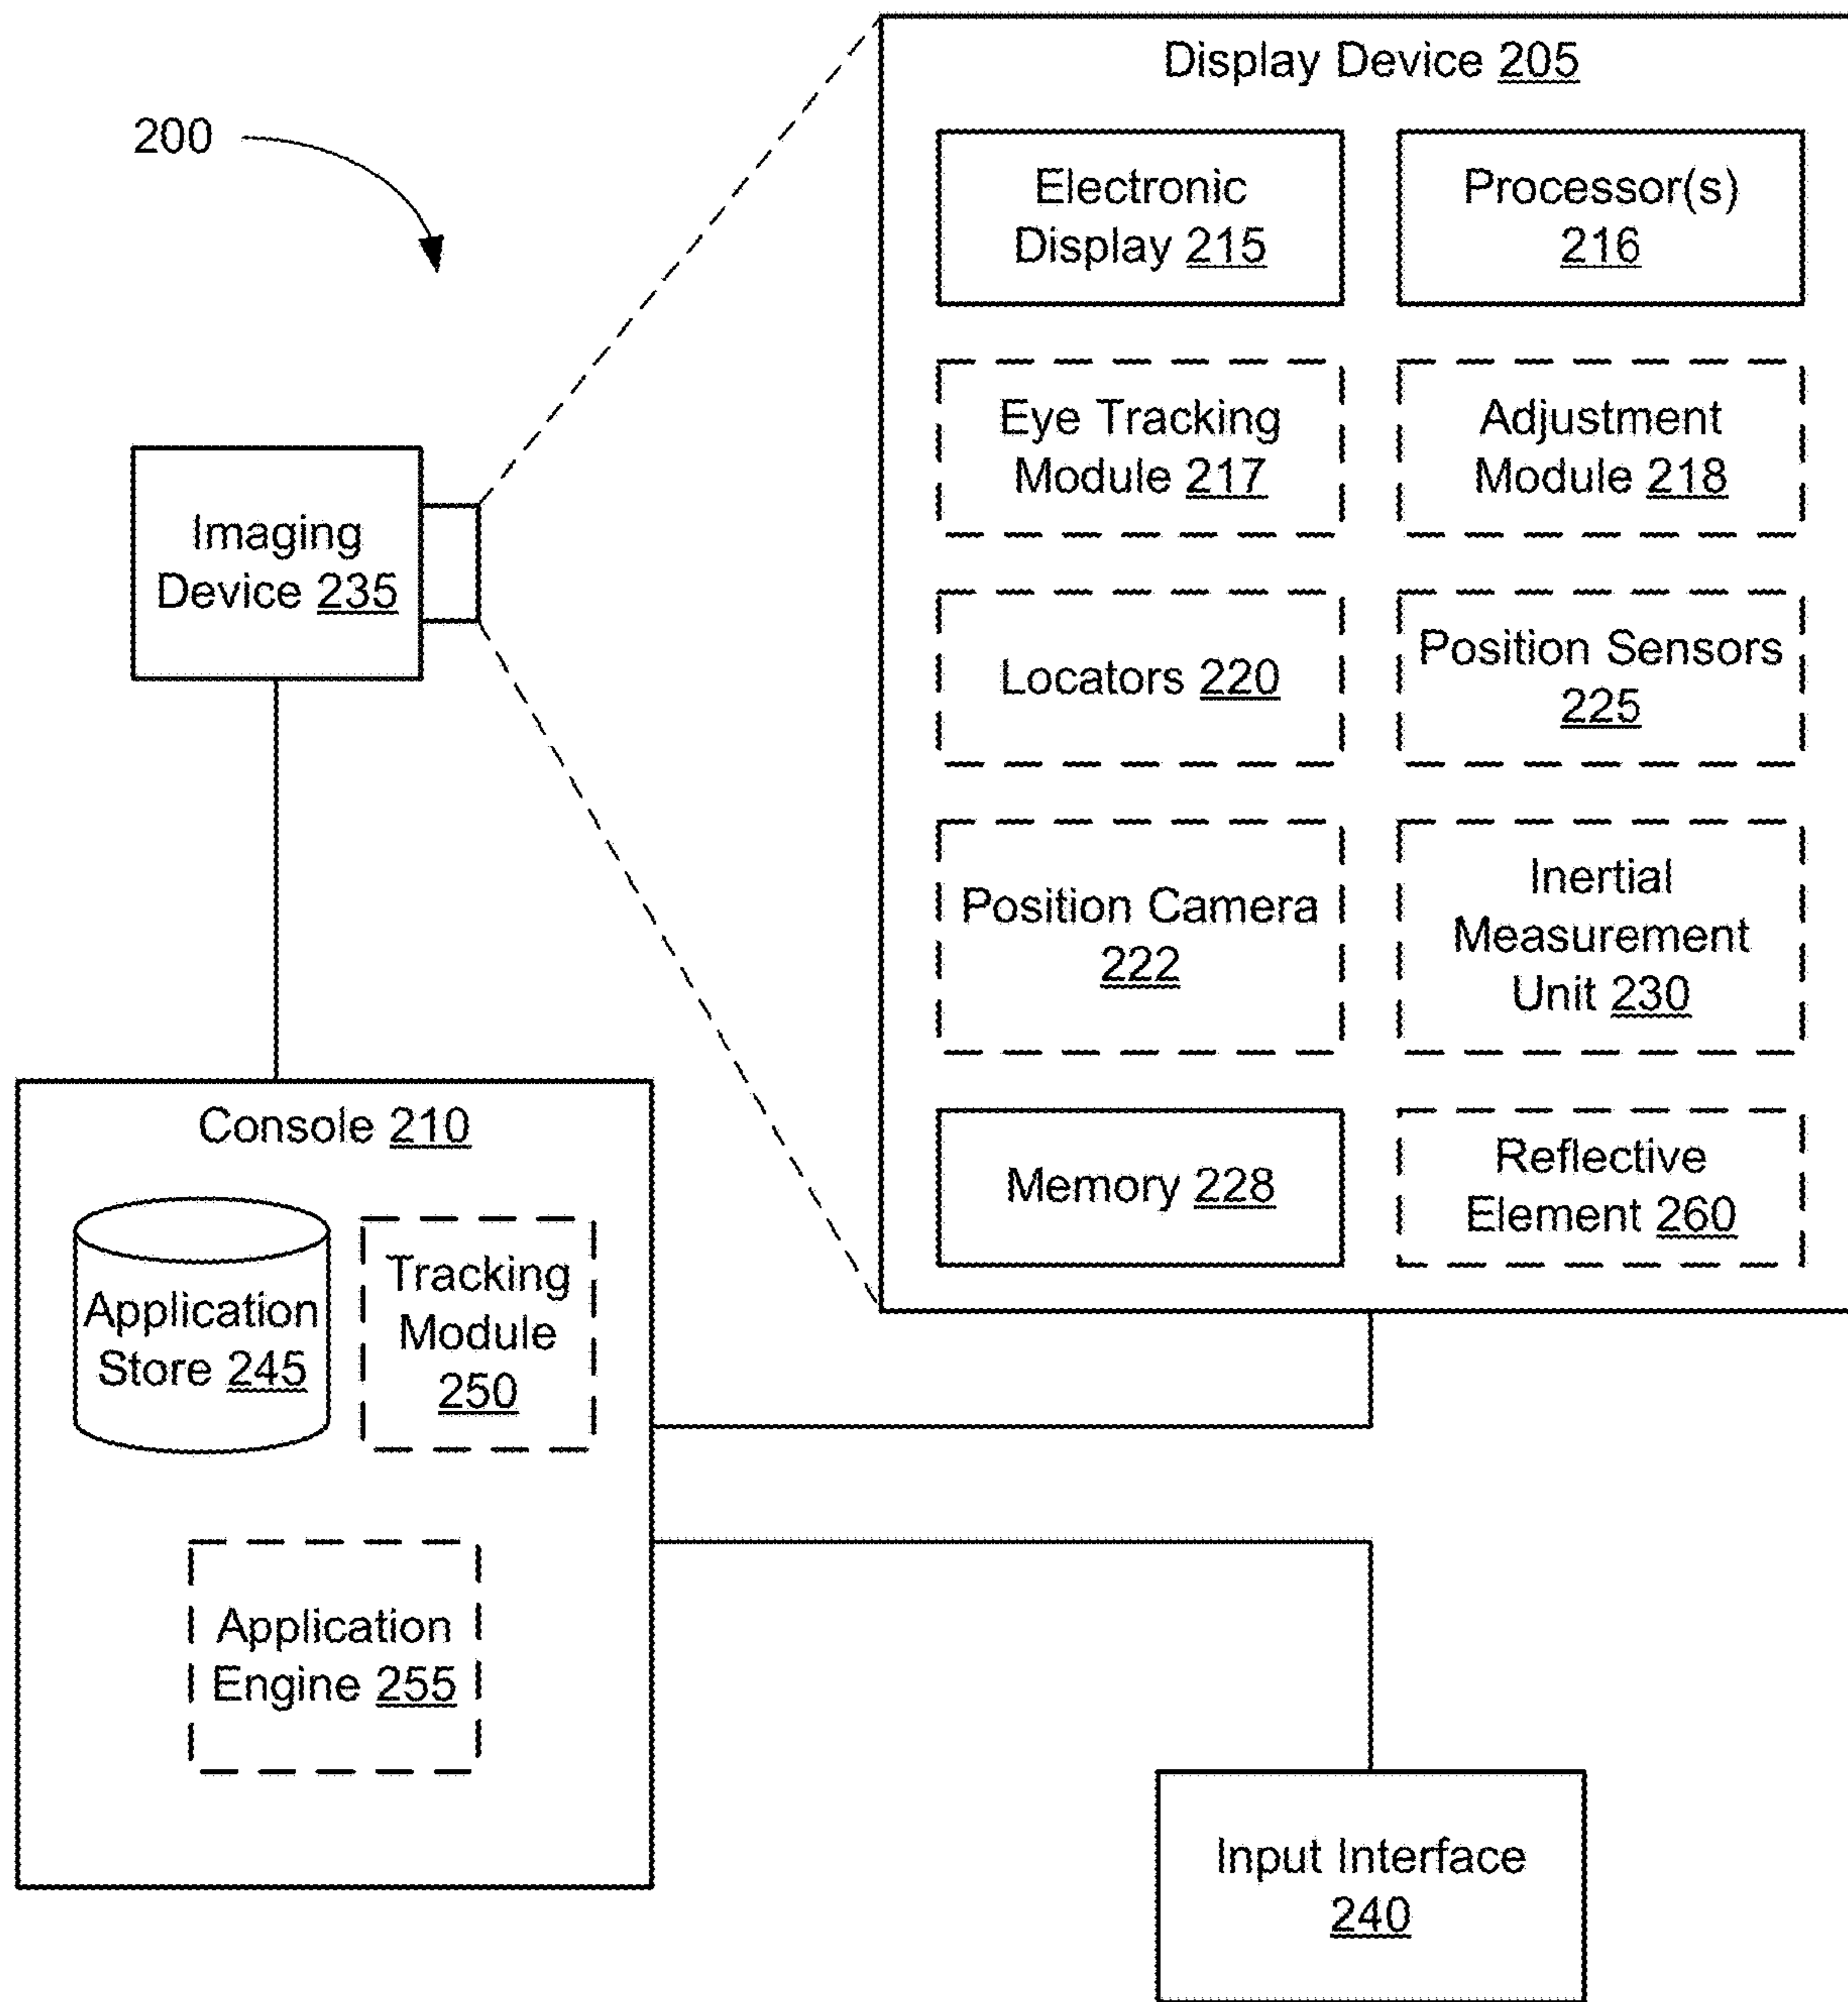 Display Device 205
200
Electronic
Display 215
Processor(s)
216
Eye Tracking
Module 217
Adjustment
Module 218
Imaging
Device 235
Locators 220
Position Sensors
225
Position Camera
222
Inertial
Measurement
Unit 230
Console 210
Memory 228
Reflective
Element 260
Application
Store 245
Tracking
Module
250
Application
Engine 255
Input Interface
240